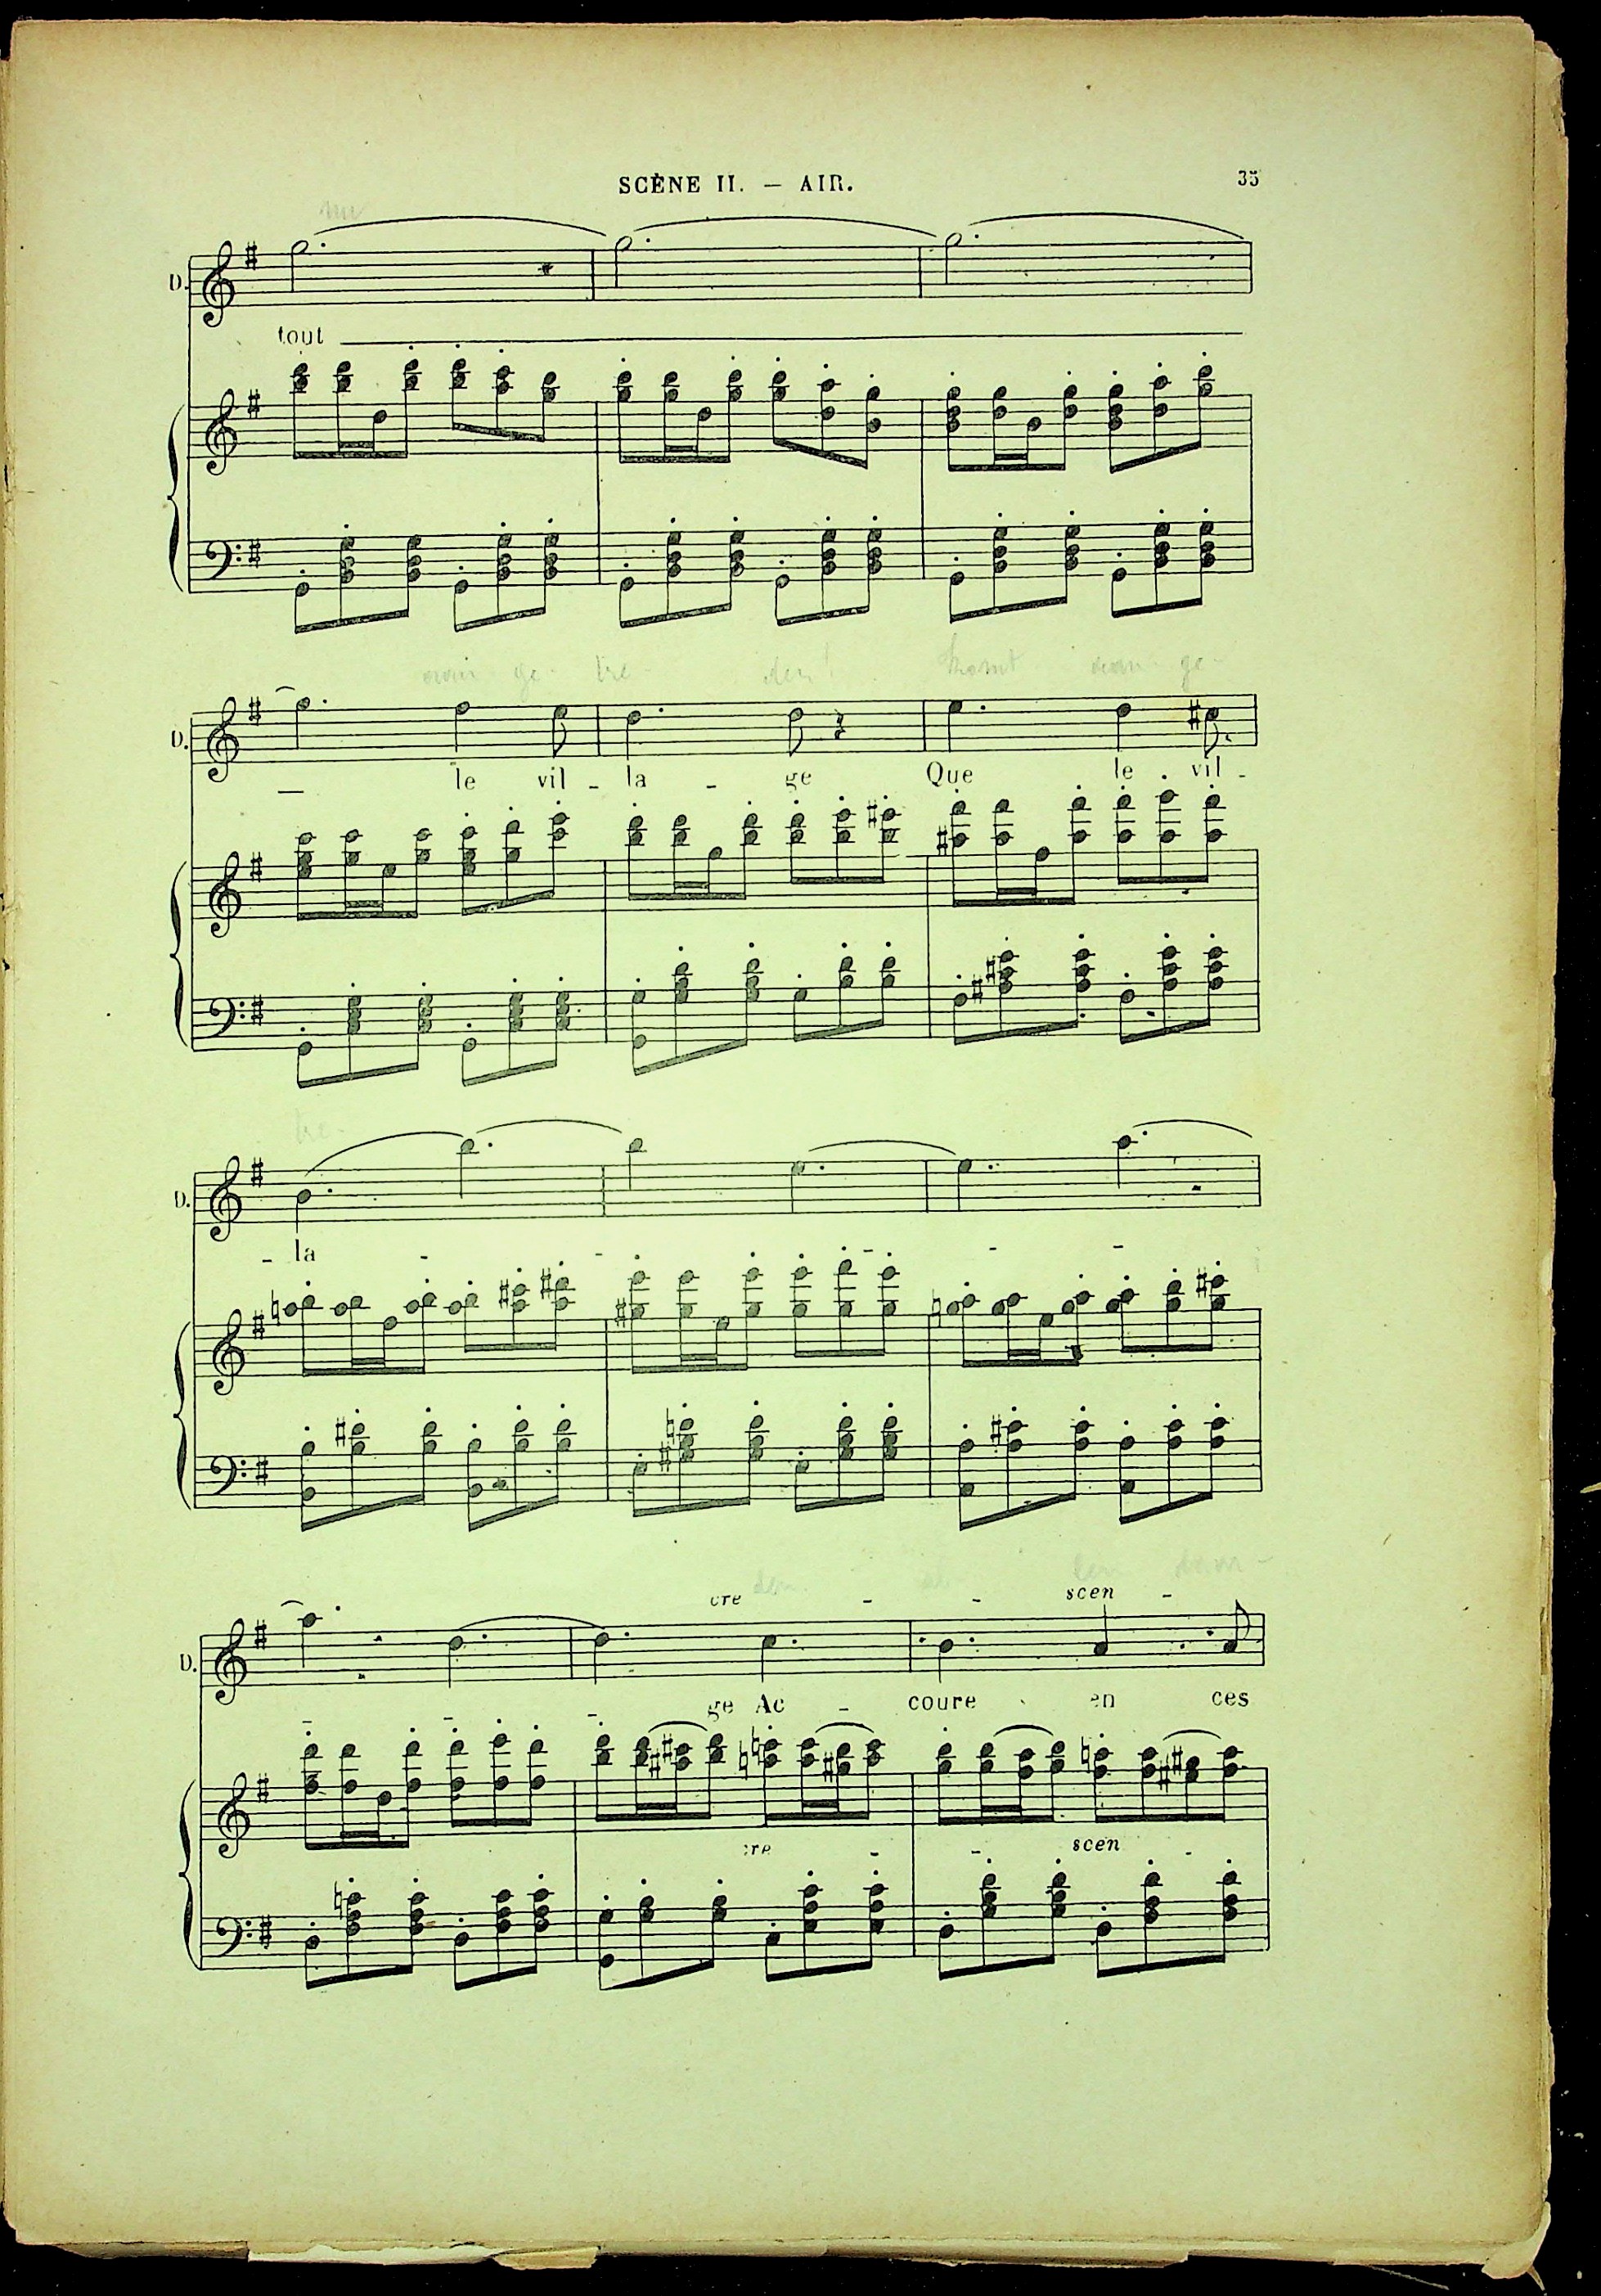 SCÈNE II. — AIR.
35
D.
tout
D.
le vil - la - ge Que le vil -
D.
- la - - - - -
D.
cre - - scen -
- - - ge Ac - coure en ces
cre - - scen -